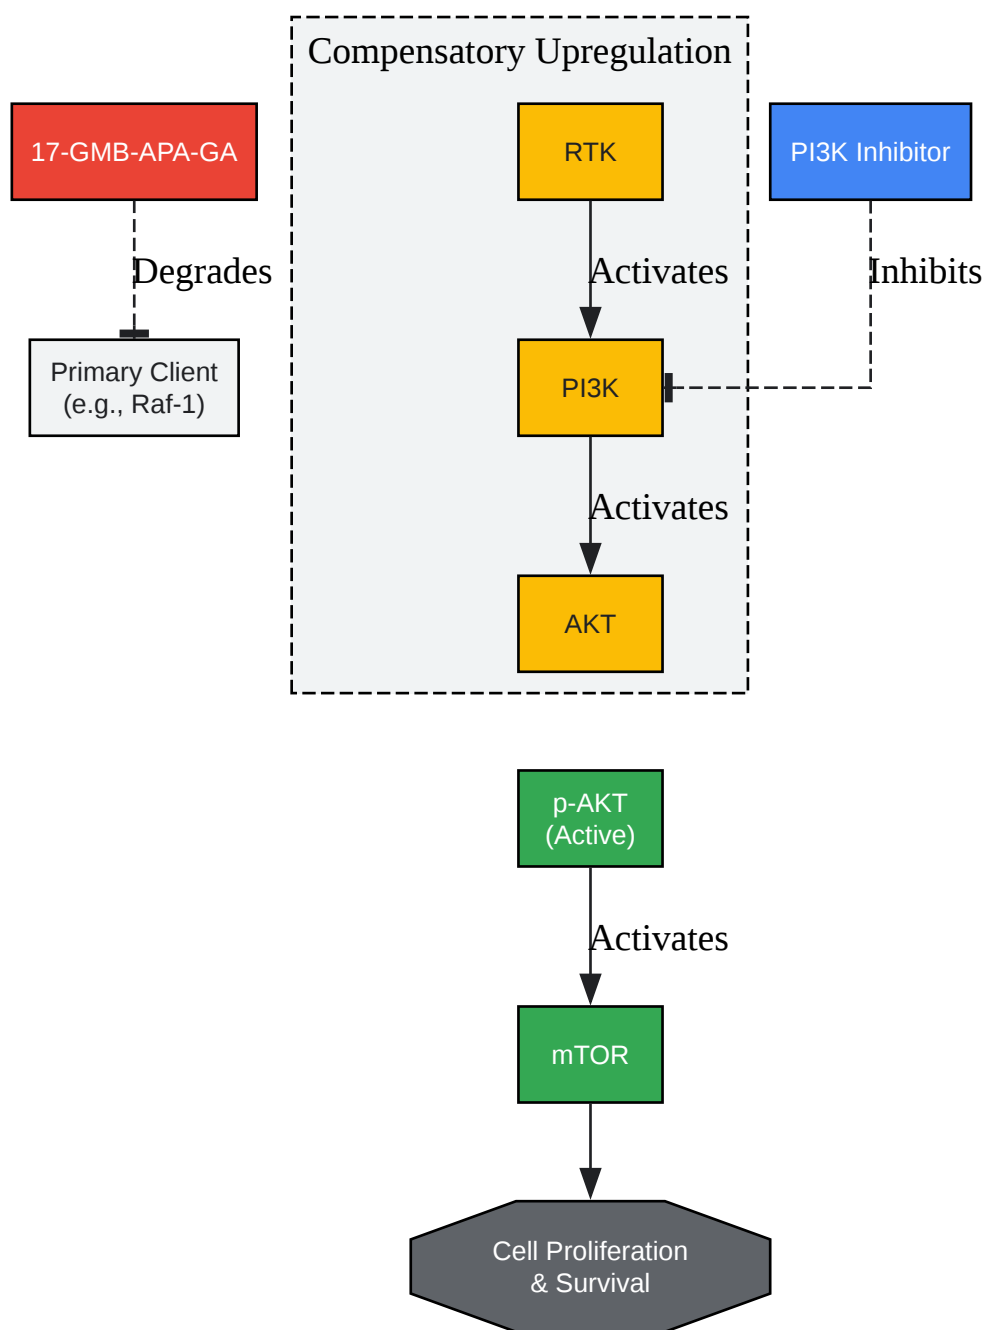 Compensatory Upregulation
17-GMB-APA-GA
RTK
PI3K Inhibitor
Degrades
Activates
Inhibits
Primary Client
(e.g., Raf-1)
PI3K
Activates
AKT
p-AKT
(Active)
Activates
mTOR
Cell Proliferation
& Survival